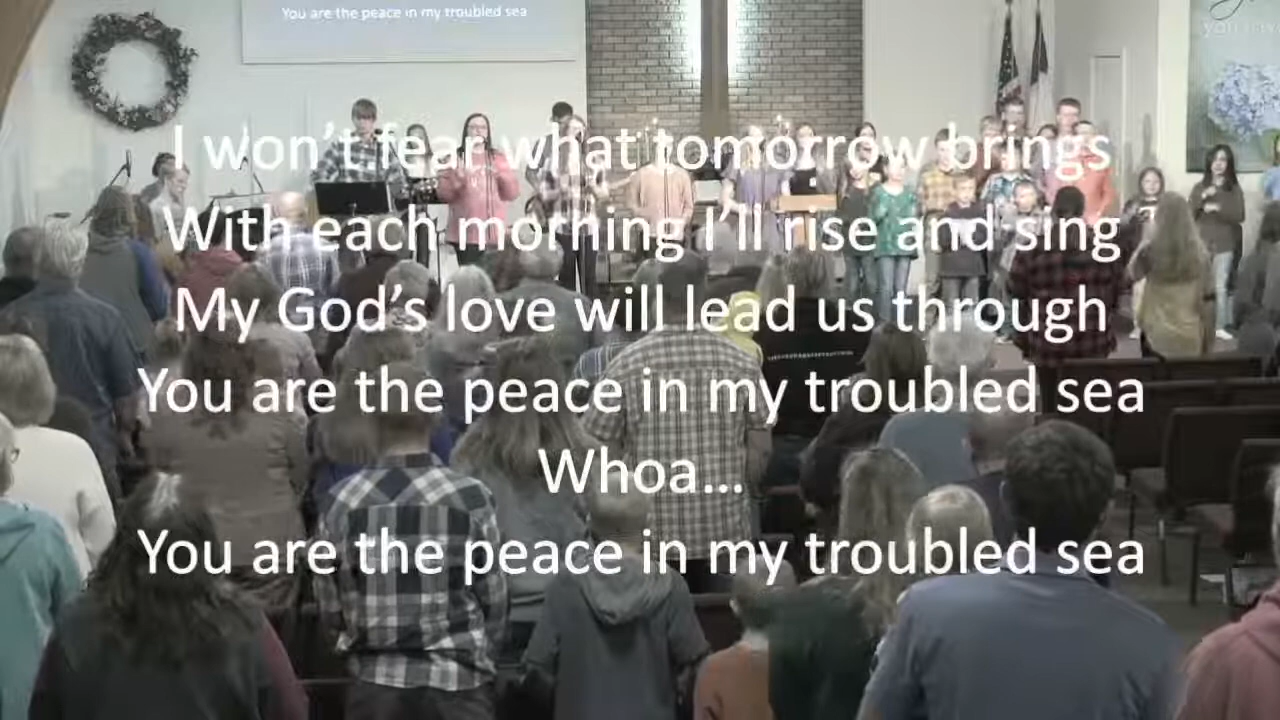 You are the peace in my troubled sea
I won't fear what tomorrow brings
With each morning I'll rise and sing
My God's love will lead us through
You are the peace in my troubled sea
Whoa...
You are the peace in my troubled sea